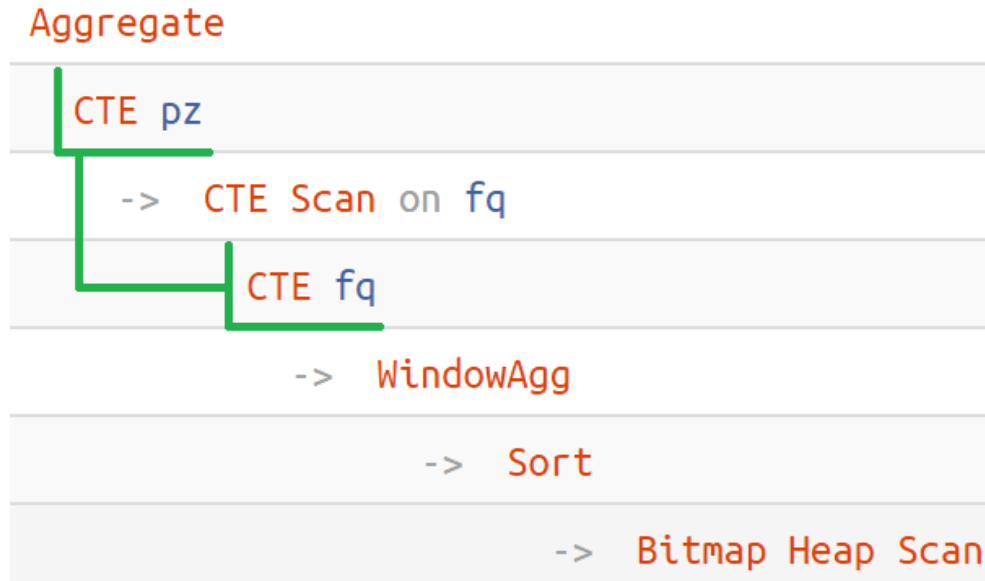 Aggregate
CTE pz
-> CTE Scan on fq
CTE fq
-> WindowAgg
-> Sort
-> Bitmap Heap Scan